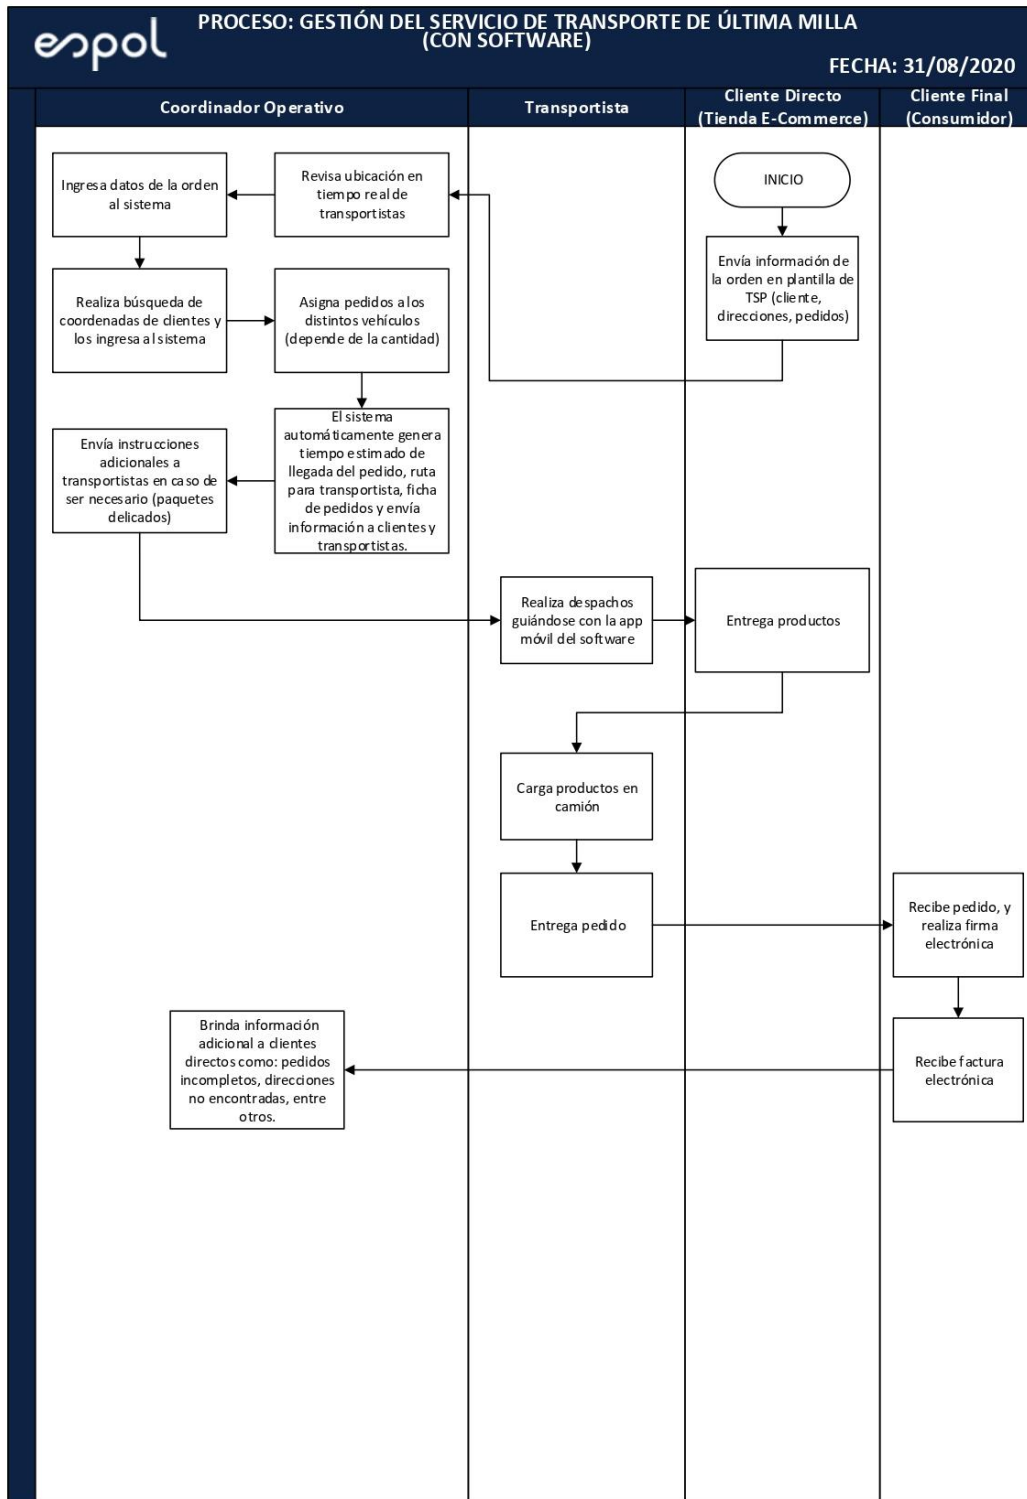 espol
PROCESO: GESTIÓN DEL SERVICIO DE TRANSPORTE DE ÚLTIMA MILLA
(CON SOFTWARE)
FECHA: 31/08/2020
Coordinador Operativo
Transportista
Cliente Directo
(Tienda E-Commerce)
Cliente Final
(Consumidor)
INICIO
Envía información de
la orden en plantilla de
TSP (cliente,
direcciones, pedidos)
Revisa ubicación en
tiempo real de
transportistas
Ingresa datos de la orden
al sistema
Realiza búsqueda de
coordenadas de clientes y
los ingresa al sistema
Asigna pedidos a los
distintos vehículos
(depende de la cantidad)
El sistema
automáticamente genera
tiempo estimado de
llegada del pedido, ruta
para transportista, ficha
de pedidos y envía
información a clientes y
transportistas.
Envía instrucciones
adicionales a
transportistas en caso de
ser necesario (paquetes
delicados)
Realiza despachos
guiándose con la app
móvil del software
Entrega productos
Carga productos en
camión
Entrega pedido
Recibe pedido, y
realiza firma
electrónica
Recibe factura
electrónica
Brinda información
adicional a clientes
directos como: pedidos
incompletos, direcciones
no encontradas, entre
otros.